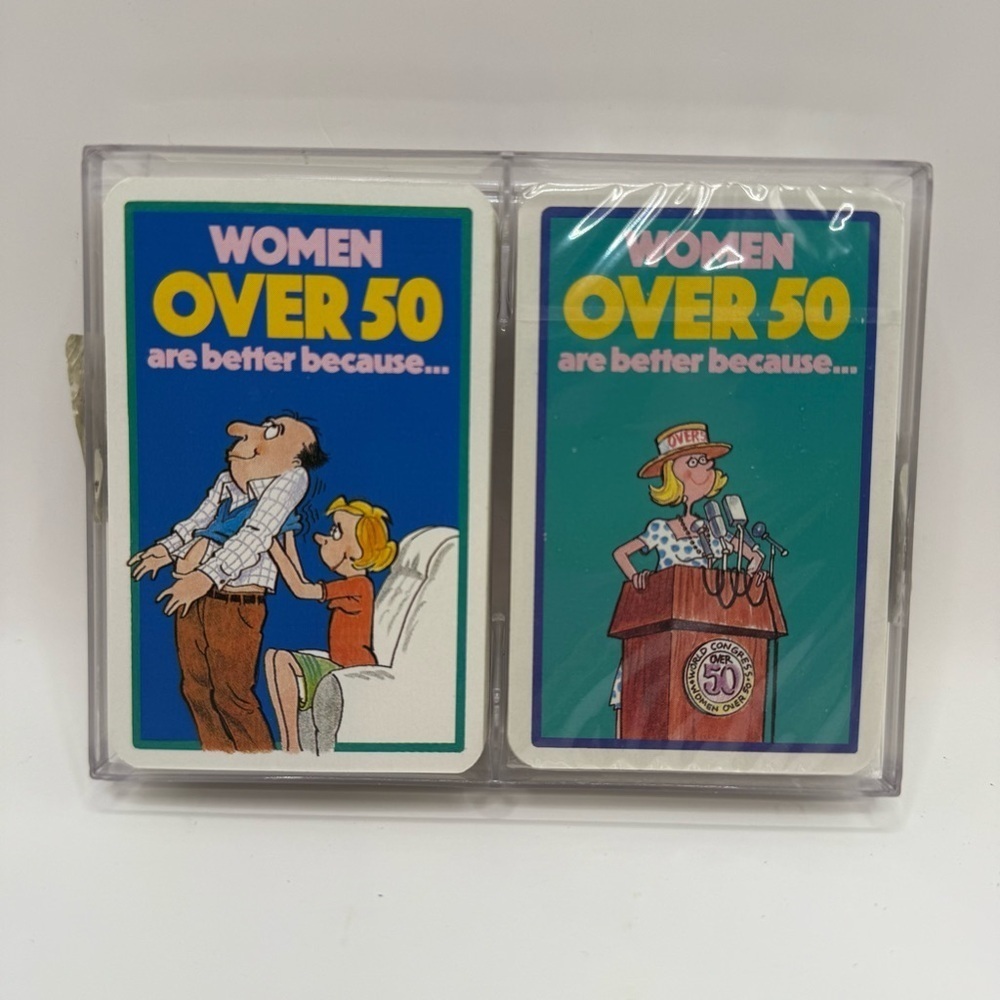 WOMEN
OVER 50
are better because...
WOMEN
OVER 50
are better because...
OVER 5
WORLD CONGRESS
OVER
50
WOMEN OVER 50